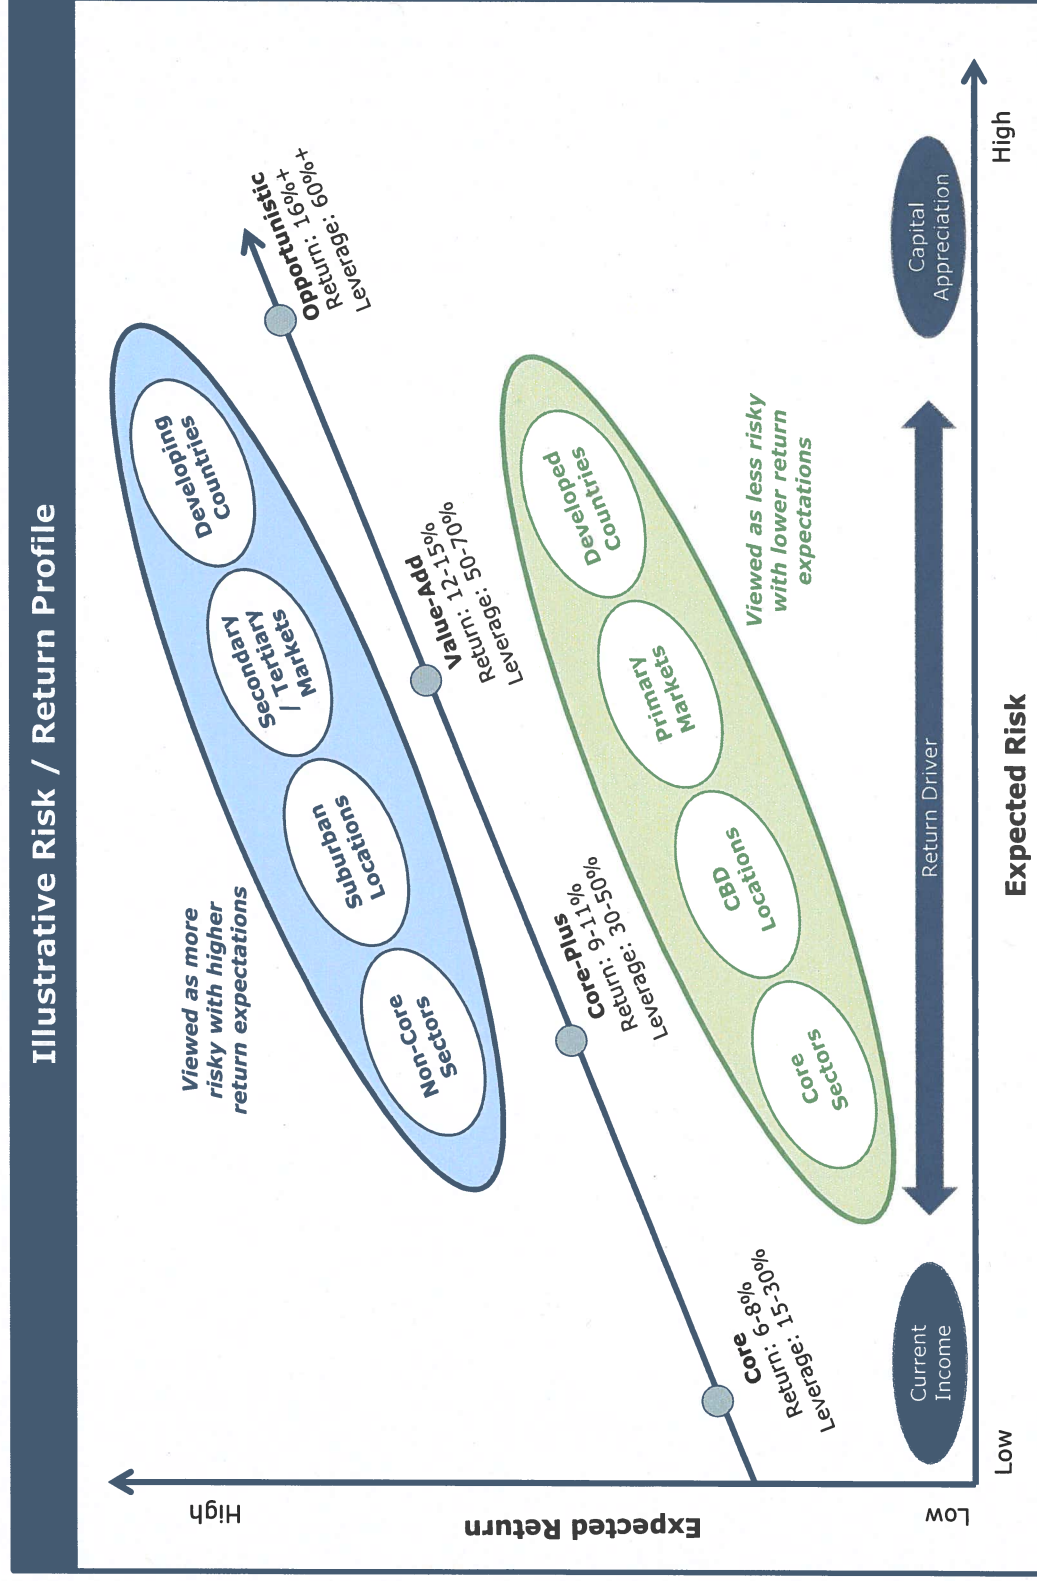 Illustrative Risk / Return Profile
Expected Return
High
Low
Viewed as more
risky with higher
return expectations
Non-Core
Sectors
Suburban
Locations
Secondary
/ Tertiary
Markets
Developing
Countries
Core
Return: 6-8%
Leverage: 15-30%
Core-Plus
Return: 9-11%
Leverage: 30-50%
Value-Add
Return: 12-15%
Leverage: 50-70%
Opportunistic
Return: 16%+
Leverage: 60%+
Core
Sectors
CBD
Locations
Primary
Markets
Developed
Countries
Viewed as less risky
with lower return
expectations
Current
Income
Return Driver
Capital
Appreciation
Low
Expected Risk
High